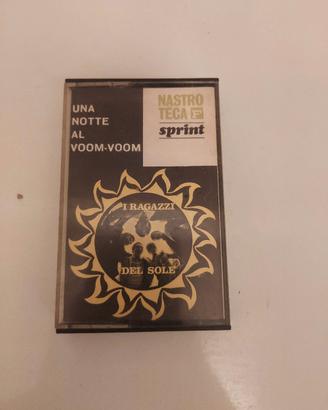 UNA
NOTTE
AL
VOOM-VOOM
NASTRO
TECA F
sprint
I RAGAZZI
DEL SOLE